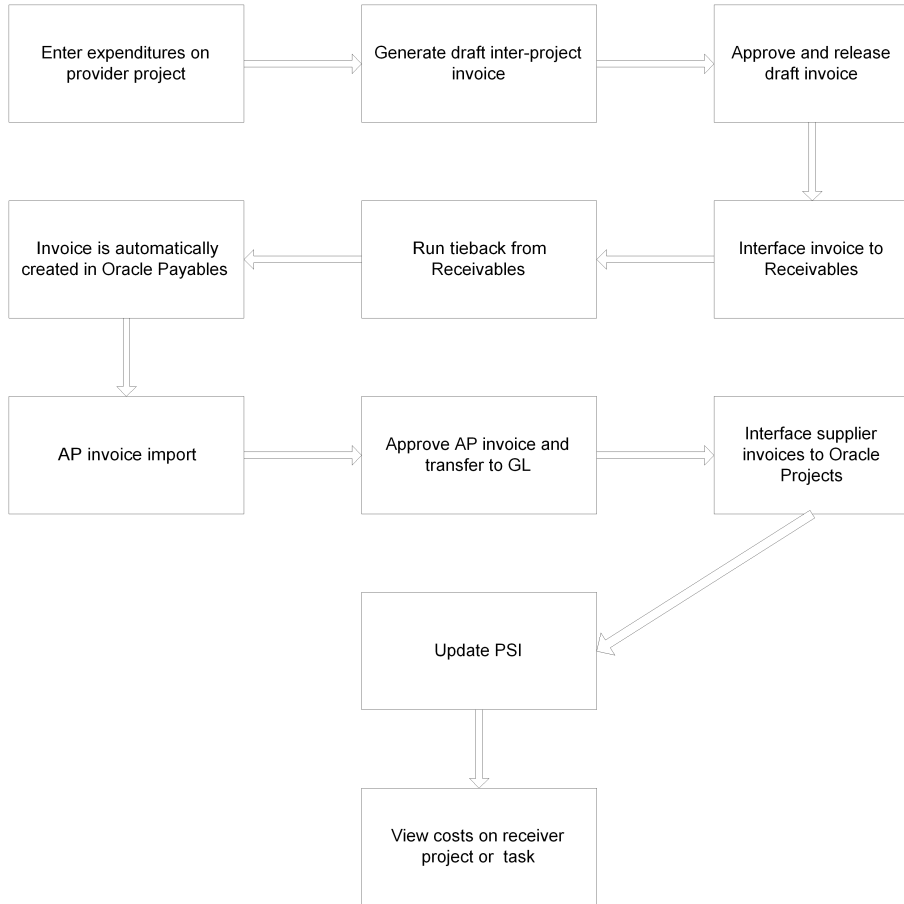 Enter expenditures on
provider project
Generate draft inter-project
invoice
Approve and release
draft invoice
Interface invoice to
Receivables
Run tieback from
Receivables
Invoice is automatically
created in Oracle Payables
AP invoice import
Approve AP invoice and
transfer to GL
Interface supplier
invoices to Oracle
Projects
Update PSI
View costs on receiver
project or  task